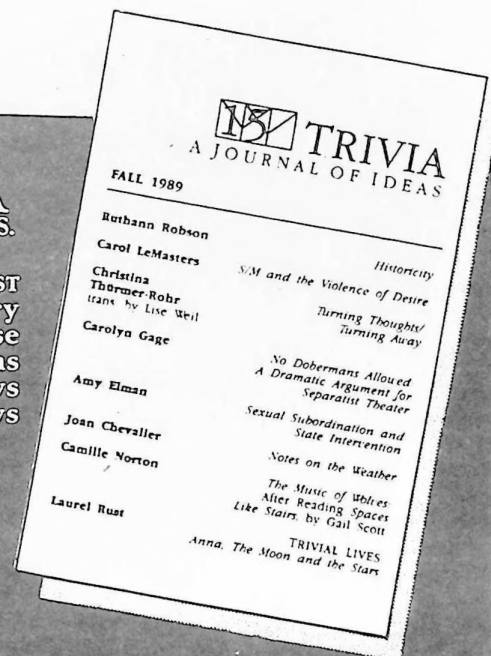 15 TRIVIA
A JOURNAL OF IDEAS
FALL 1989
Ruthann Robson
Historicity
Carol LeMasters
S/M and the Violence of Desire
Christina
Thürmer-Rohr
trans. by Lise Weil
Turning Thoughts/
Turning Away
Carolyn Gage
No Dobermans Allowed
A Dramatic Argument for
Separatist Theater
Amy Elman
Sexual Subordination and
State Intervention
Joan Chevalier
Notes on the Weather
Camille Norton
The Music of Wolves:
After Reading Spaces
Like Stairs, by Gail Scott
TRIVIAL LIVES
Laurel Rust
Anna, The Moon and the Stars